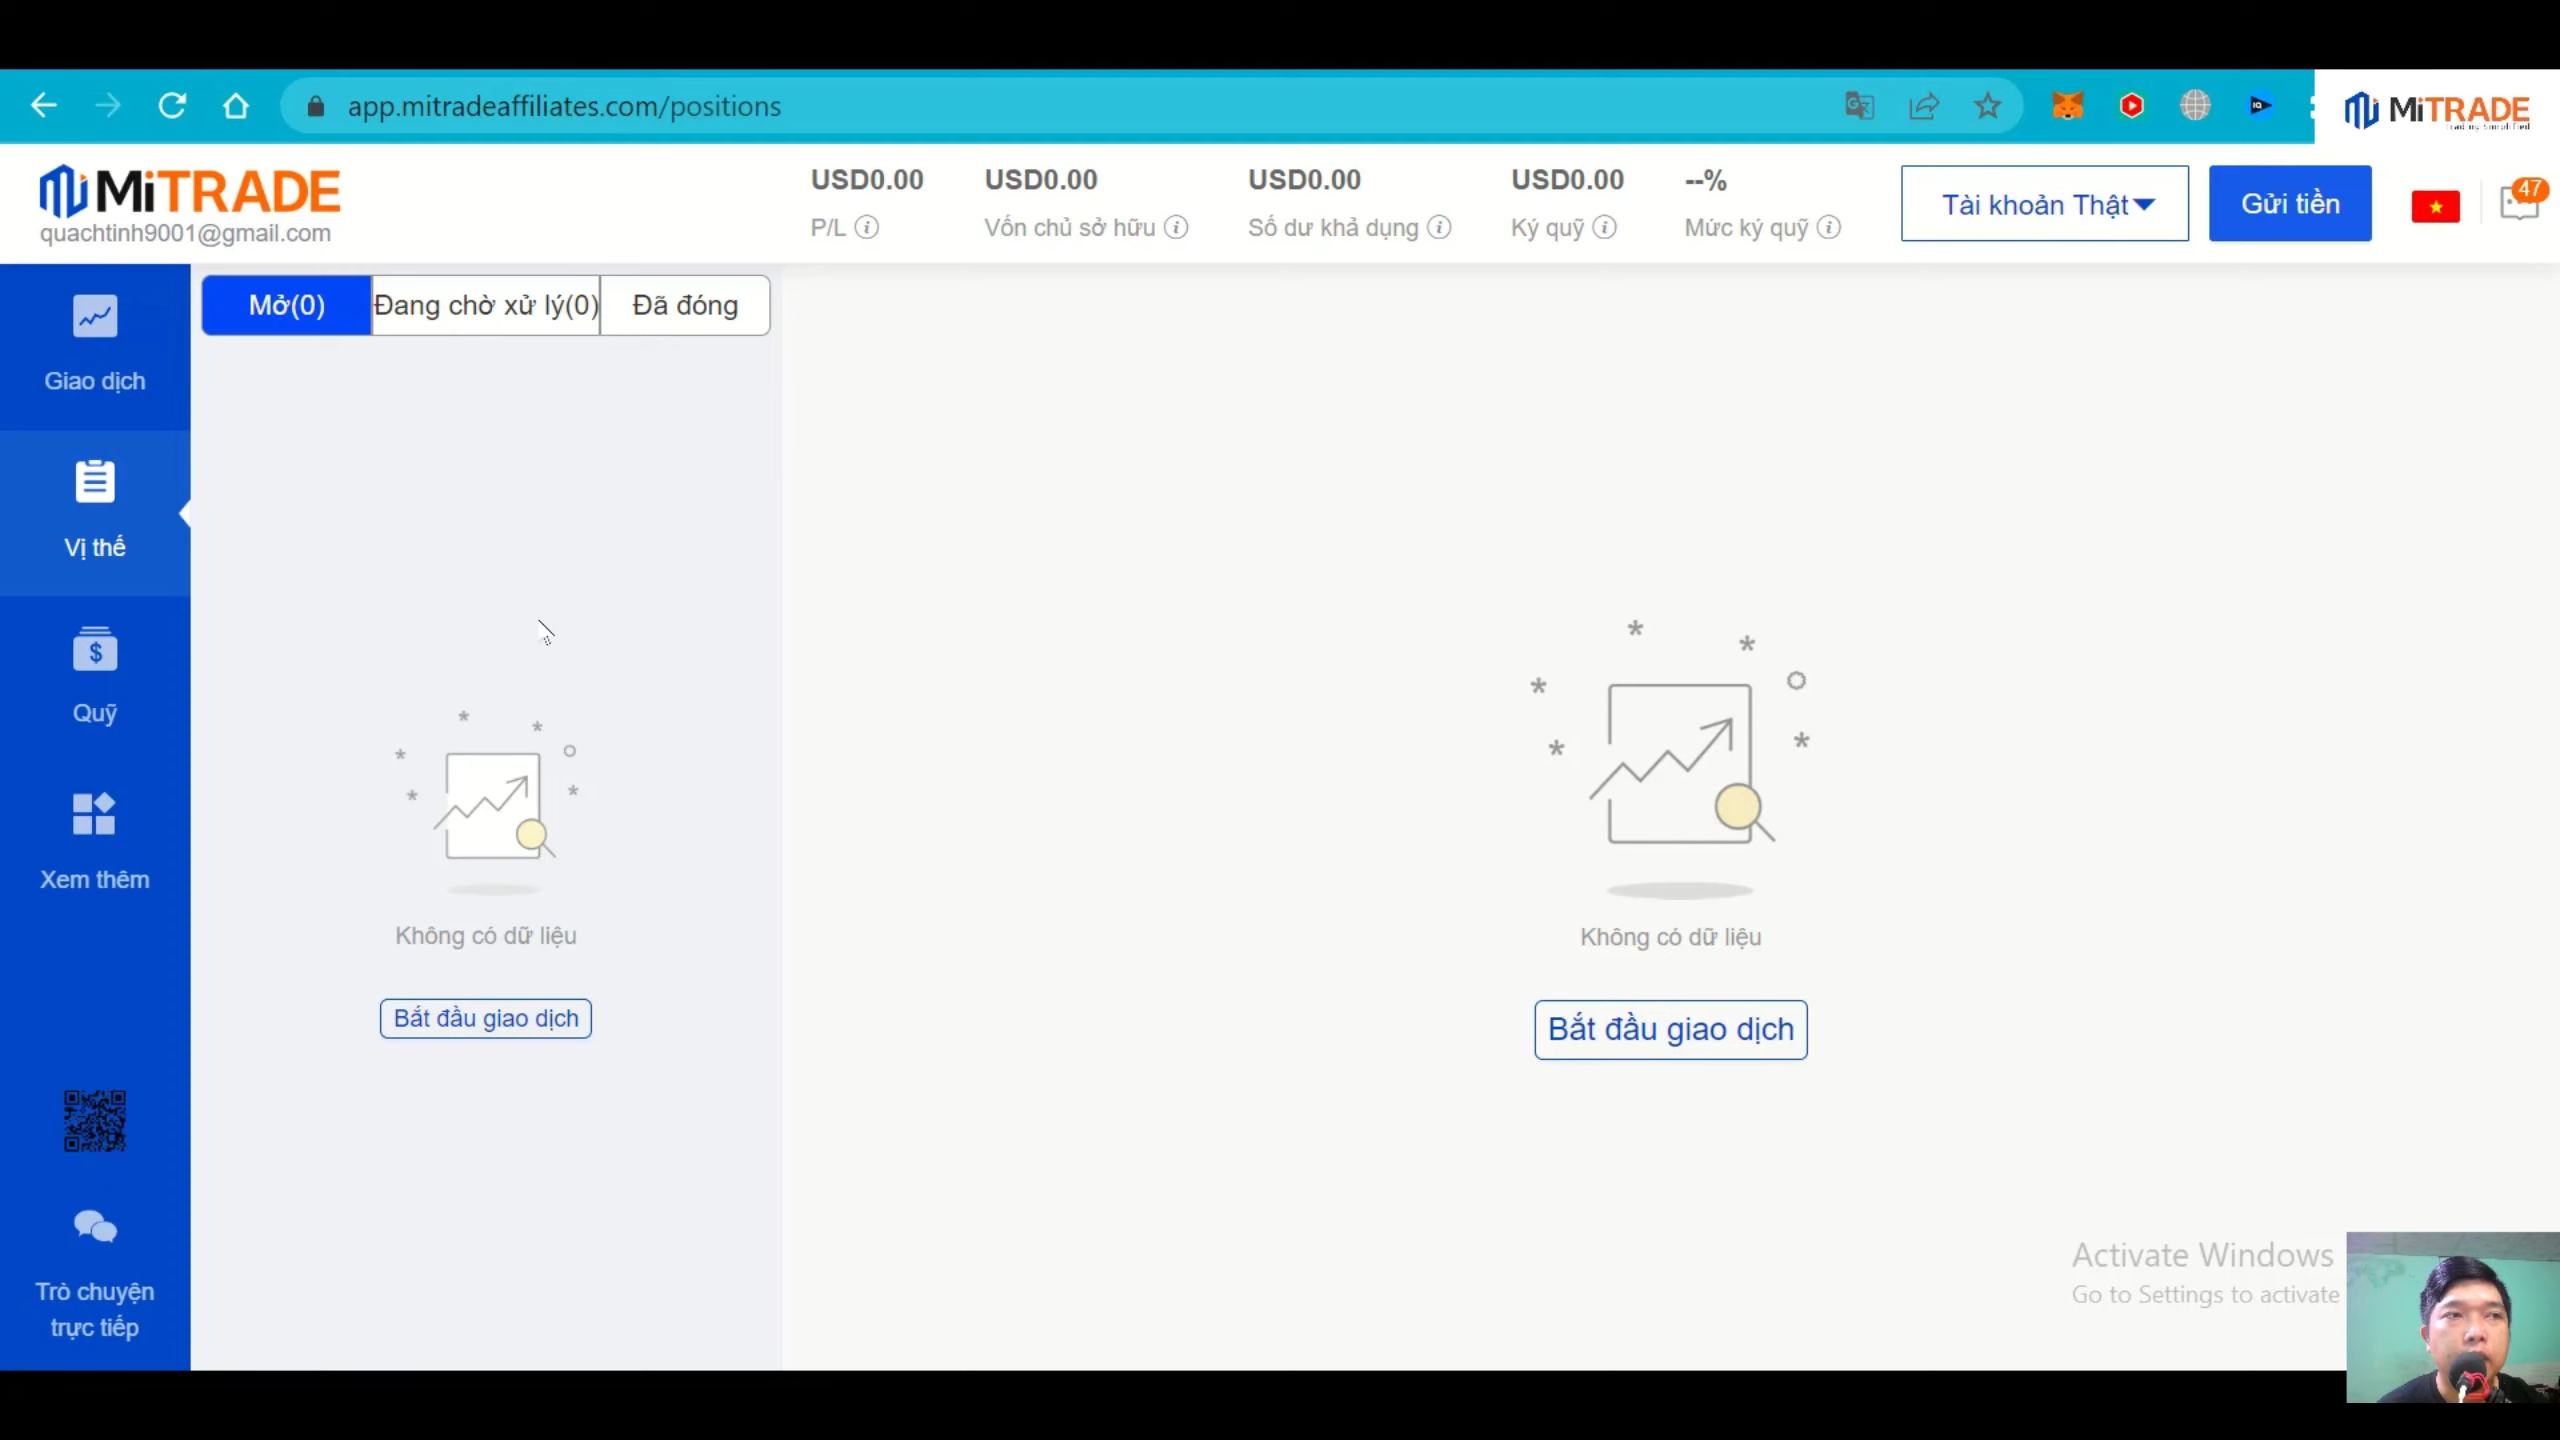 app.mitradeaffiliates.com/positions
MiTRADE
MiTRADE
quachtinh9001@gmail.com
USD0.00
P/L
USD0.00
Vốn chủ sở hữu
USD0.00
Số dư khả dụng
USD0.00
Ký quỹ
--%
Mức ký quỹ
Tài khoản Thật
Gửi tiền
47
Giao dịch
Vị thế
Quỹ
Xem thêm
Trò chuyện
trực tiếp
Mở(0)
Đang chờ xử lý(0)
Đã đóng
Không có dữ liệu
Bắt đầu giao dịch
Không có dữ liệu
Bắt đầu giao dịch
Activate Windows
Go to Settings to activate